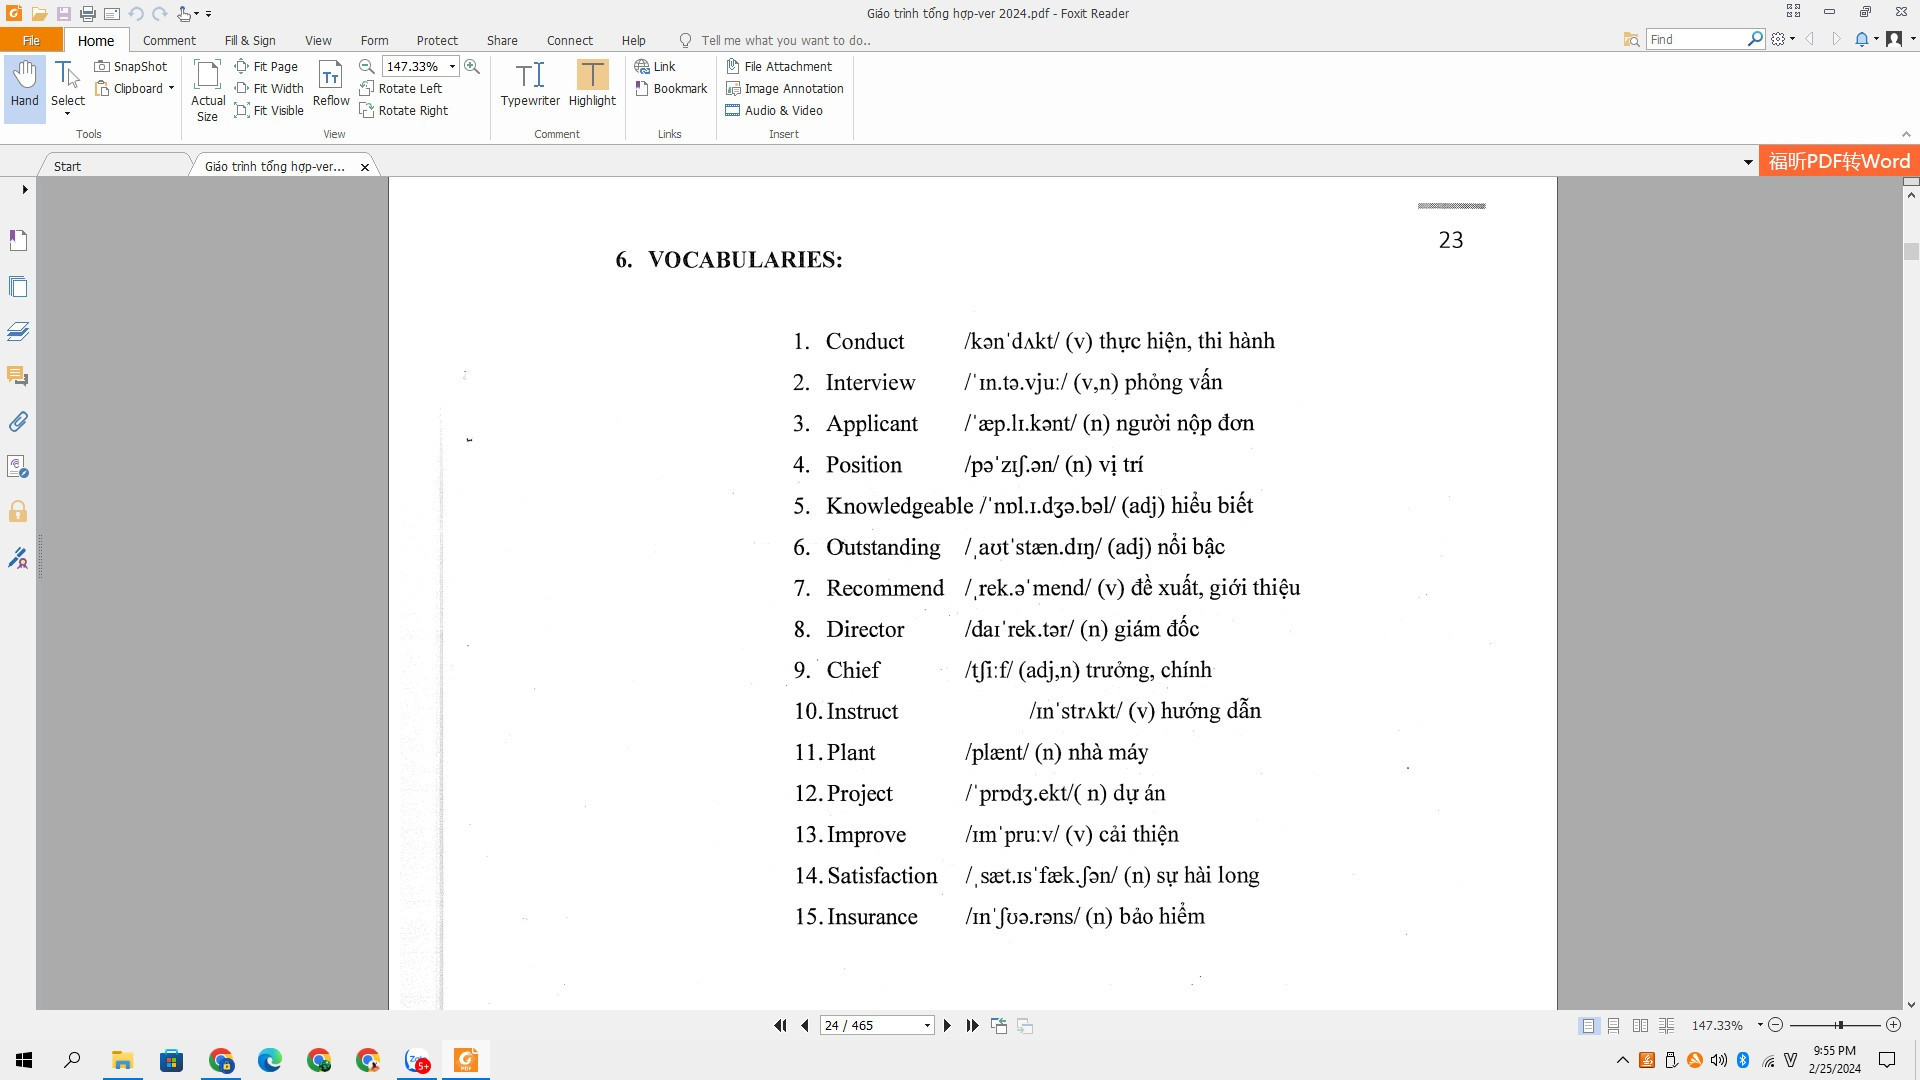 Giáo trình tổng hợp-ver 2024.pdf - Foxit Reader
File Home Comment Fill & Sign View Form Protect Share Connect Help Tell me what you want to do.. Find
Hand
Select
SnapShot
Clipboard
Tools
Actual Size
Fit Page
Fit Width
Fit Visible
Reflow
147.33%
Rotate Left
Rotate Right
View
Typewriter
Highlight
Comment
Link
Bookmark
Links
File Attachment
Image Annotation
Audio & Video
Insert
Start
Giáo trình tổng hợp-ver...
福昕PDF转Word
23
6. VOCABULARIES:
1. Conduct /kənˈdʌkt/ (v) thực hiện, thi hành
2. Interview /ˈɪn.tə.vjuː/ (v,n) phỏng vấn
3. Applicant /ˈæp.lɪ.kənt/ (n) người nộp đơn
4. Position /pəˈzɪʃ.ən/ (n) vị trí
5. Knowledgeable /ˈnɒl.ɪ.dʒə.bəl/ (adj) hiểu biết
6. Outstanding /ˌaʊtˈstæn.dɪŋ/ (adj) nổi bậc
7. Recommend /ˌrek.əˈmend/ (v) đề xuất, giới thiệu
8. Director /daɪˈrek.tər/ (n) giám đốc
9. Chief /tʃiːf/ (adj,n) trưởng, chính
10. Instruct /ɪnˈstrʌkt/ (v) hướng dẫn
11. Plant /plænt/ (n) nhà máy
12. Project /ˈprɒdʒ.ekt/( n) dự án
13. Improve /ɪmˈpruːv/ (v) cải thiện
14. Satisfaction /ˌsæt.ɪsˈfæk.ʃən/ (n) sự hài long
15. Insurance /ɪnˈʃʊə.rəns/ (n) bảo hiểm
24 / 465
147.33%
9:55 PM
2/25/2024